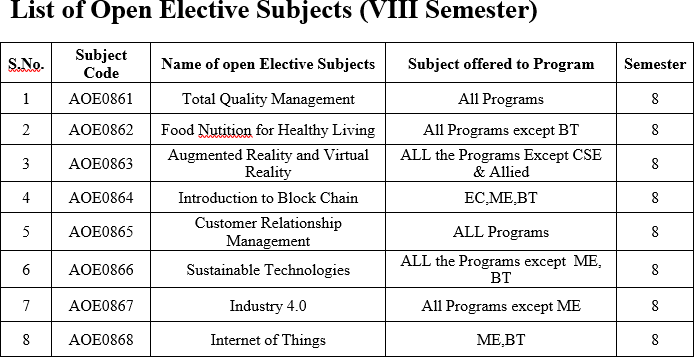 List of Open Elective Subjects (VIII Semester)
S.No. Subject Code Name of open Elective Subjects Subject offered to Program Semester
1 AOE0861 Total Quality Management All Programs 8
2 AOE0862 Food Nutition for Healthy Living All Programs except BT 8
3 AOE0863 Augmented Reality and Virtual Reality ALL the Programs Except CSE & Allied 8
4 AOE0864 Introduction to Block Chain EC,ME,BT 8
5 AOE0865 Customer Relationship Management ALL Programs 8
6 AOE0866 Sustainable Technologies ALL the Programs except ME, BT 8
7 AOE0867 Industry 4.0 All Programs except ME 8
8 AOE0868 Internet of Things ME,BT 8